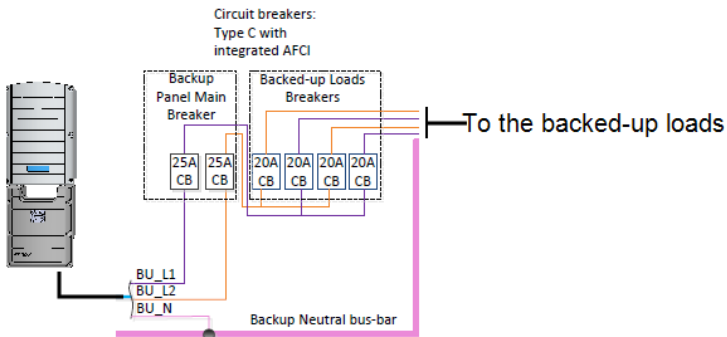 Circuit breakers:
Type C with
integrated AFCI
Backup
Panel Main
Breaker
Backed-up Loads
Breakers
To the backed-up loads
25A
CB
25A
CB
20A
CB
20A
CB
20A
CB
20A
CB
BU_L1
BU_L2
BU_N
Backup Neutral bus-bar